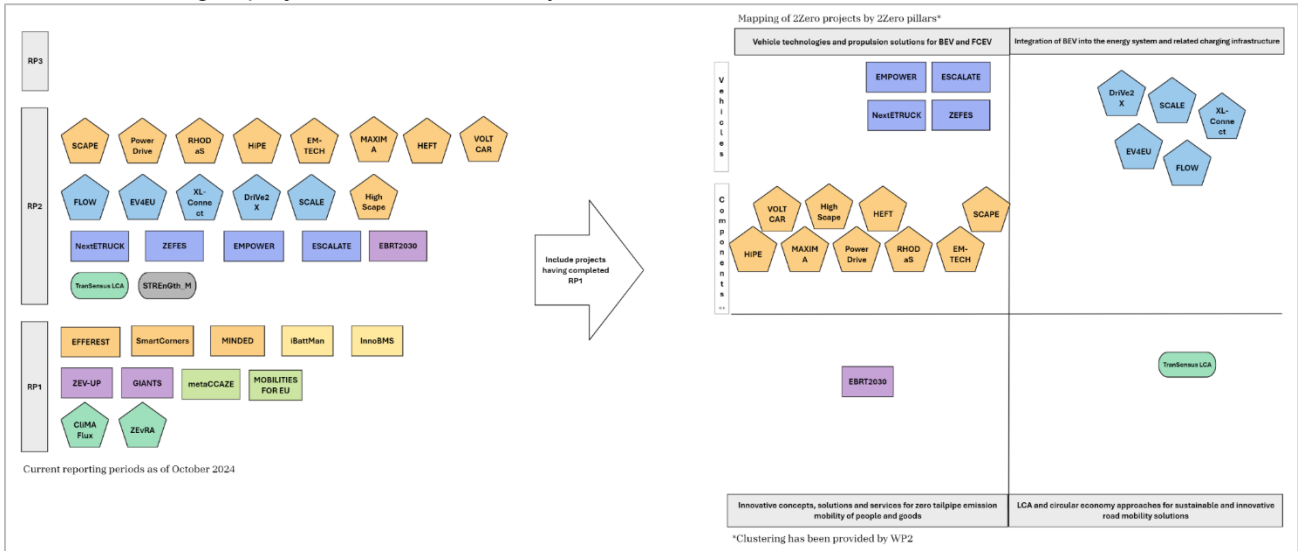 RP3
RP2
SCAPE
Power
Drive
RHOD
aS
HiPE
EM-
TECH
MAXIM
A
HEFT
VOLT
CAR
FLOW
EV4EU
XL-
Conne
ct
DriVe2
X
SCALE
High
Scape
NextETRUCK
ZEFES
EMPOWER
ESCALATE
EBRT2030
TranSensus LCA
STREnGth_M
RP1
EFFEREST
SmartCorners
MINDED
iBattMan
InnoBMS
ZEV-UP
GIANTS
metaCCAZE
MOBILITIES
FOR EU
CliMA
Flux
ZEvRA
Current reporting periods as of October 2024
Include projects
having completed
RP1
Mapping of 2Zero projects by 2Zero pillars*
Vehicle technologies and propulsion solutions for BEV and FCEV
Integration of BEV into the energy system and related charging infrastructure
V
e
h
i
c
l
e
s
EMPOWER
ESCALATE
NextETRUCK
ZEFES
DriVe2
X
SCALE
XL-
Conne
ct
EV4EU
FLOW
C
o
m
p
o
n
e
n
t
s
..
VOLT
CAR
High
Scape
HEFT
SCAPE
HiPE
MAXIM
A
Power
Drive
RHOD
aS
EM-
TECH
EBRT2030
TranSensus LCA
Innovative concepts, solutions and services for zero tailpipe emission
mobility of people and goods
LCA and circular economy approaches for sustainable and innovative
road mobility solutions
*Clustering has been provided by WP2